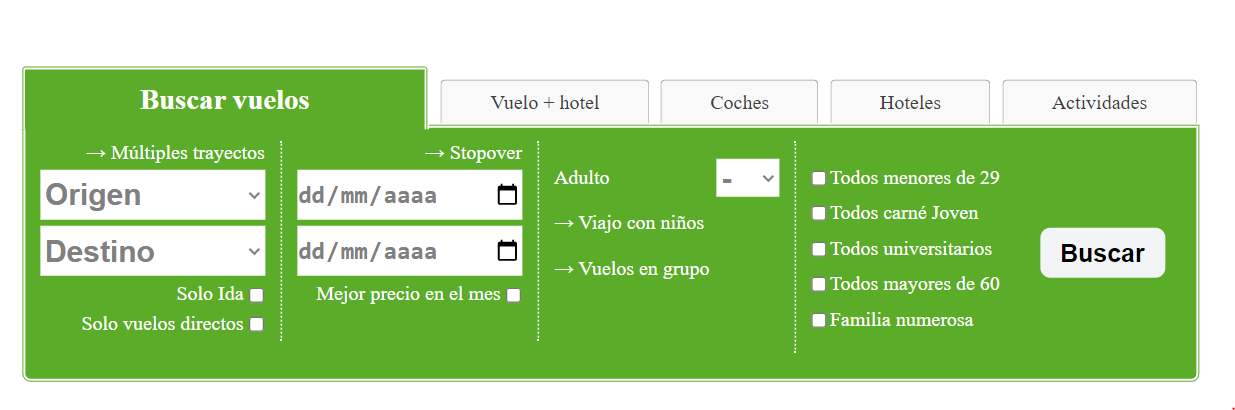 Buscar vuelos
Vuelo + hotel
Coches
Hoteles
Actividades
→ Múltiples trayectos
Origen
Destino
Solo Ida
Solo vuelos directos
→ Stopover
dd/mm/aaaa
dd/mm/aaaa
Mejor precio en el mes
Adulto
-
→ Viajo con niños
→ Vuelos en grupo
Todos menores de 29
Todos carné Joven
Todos universitarios
Todos mayores de 60
Familia numerosa
Buscar